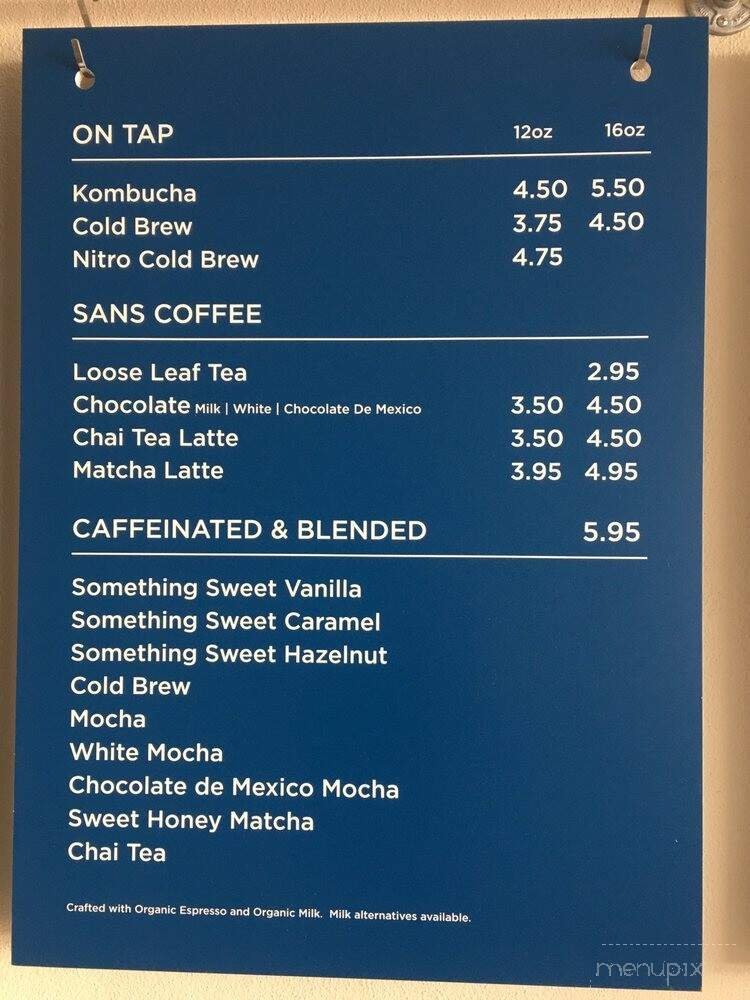 ON TAP 12oz 16oz
Kombucha 4.50 5.50
Cold Brew 3.75 4.50
Nitro Cold Brew 4.75
SANS COFFEE
Loose Leaf Tea 2.95
Chocolate Milk | White | Chocolate De Mexico 3.50 4.50
Chai Tea Latte 3.50 4.50
Matcha Latte 3.95 4.95
CAFFEINATED & BLENDED 5.95
Something Sweet Vanilla
Something Sweet Caramel
Something Sweet Hazelnut
Cold Brew
Mocha
White Mocha
Chocolate de Mexico Mocha
Sweet Honey Matcha
Chai Tea
Crafted with Organic Espresso and Organic Milk. Milk alternatives available.
menupix